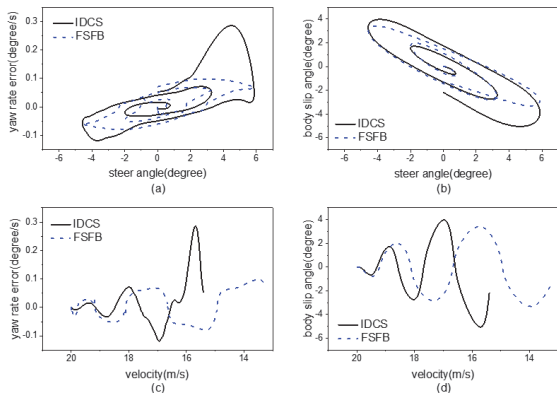 IDCS
FSFB
yaw rate error(degree/s)
0.3
0.2
0.1
0.0
-0.1
-6 -4 -2 0 2 4 6
steer angle(degree)
(a)
IDCS
FSFB
body slip angle(degree)
4
2
0
-2
-4
-6
-6 -4 -2 0 2 4 6
steer angle(degree)
(b)
IDCS
FSFB
yaw rate error(degree/s)
0.3
0.2
0.1
0.0
-0.1
20 18 16 14
velocity(m/s)
(c)
IDCS
FSFB
body slip angle(degree)
4
2
0
-2
-4
-6
20 18 16 14
velocity(m/s)
(d)